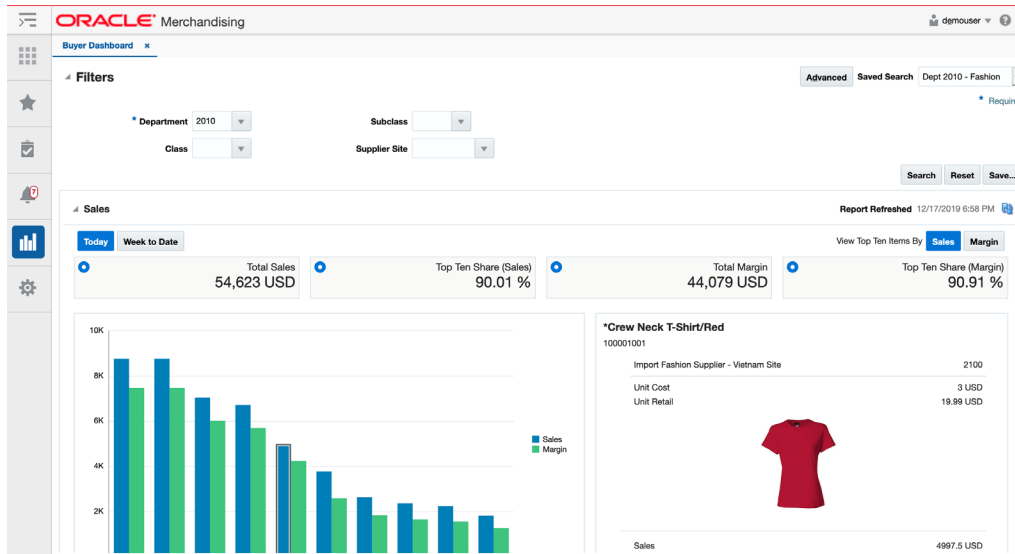 ORACLE® Merchandising
demouser
Buyer Dashboard ×
Filters
Advanced Saved Search Dept 2010 - Fashion
* Require
* Department 2010 Subclass
Class Supplier Site
Search Reset Save...
7
Sales Report Refreshed 12/17/2019 6:58 PM
Today Week to Date View Top Ten Items By Sales Margin
Total Sales Top Ten Share (Sales) Total Margin Top Ten Share (Margin)
54,623 USD 90.01 % 44,079 USD 90.91 %
10K
8K
6K
4K
2K
Sales
Margin
*Crew Neck T-Shirt/Red
100001001
Import Fashion Supplier - Vietnam Site 2100
Unit Cost 3 USD
Unit Retail 19.99 USD
Sales 4997.5 USD